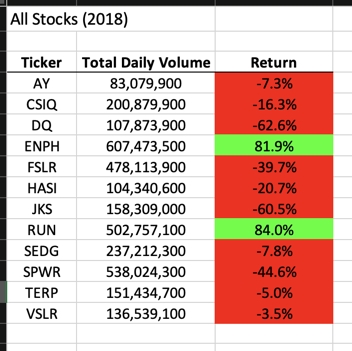 All Stocks (2018)
Ticker Total Daily Volume Return
AY 83,079,900 -7.3%
CSIQ 200,879,900 -16.3%
DQ 107,873,900 -62.6%
ENPH 607,473,500 81.9%
FSLR 478,113,900 -39.7%
HASI 104,340,600 -20.7%
JKS 158,309,000 -60.5%
RUN 502,757,100 84.0%
SEDG 237,212,300 -7.8%
SPWR 538,024,300 -44.6%
TERP 151,434,700 -5.0%
VSLR 136,539,100 -3.5%